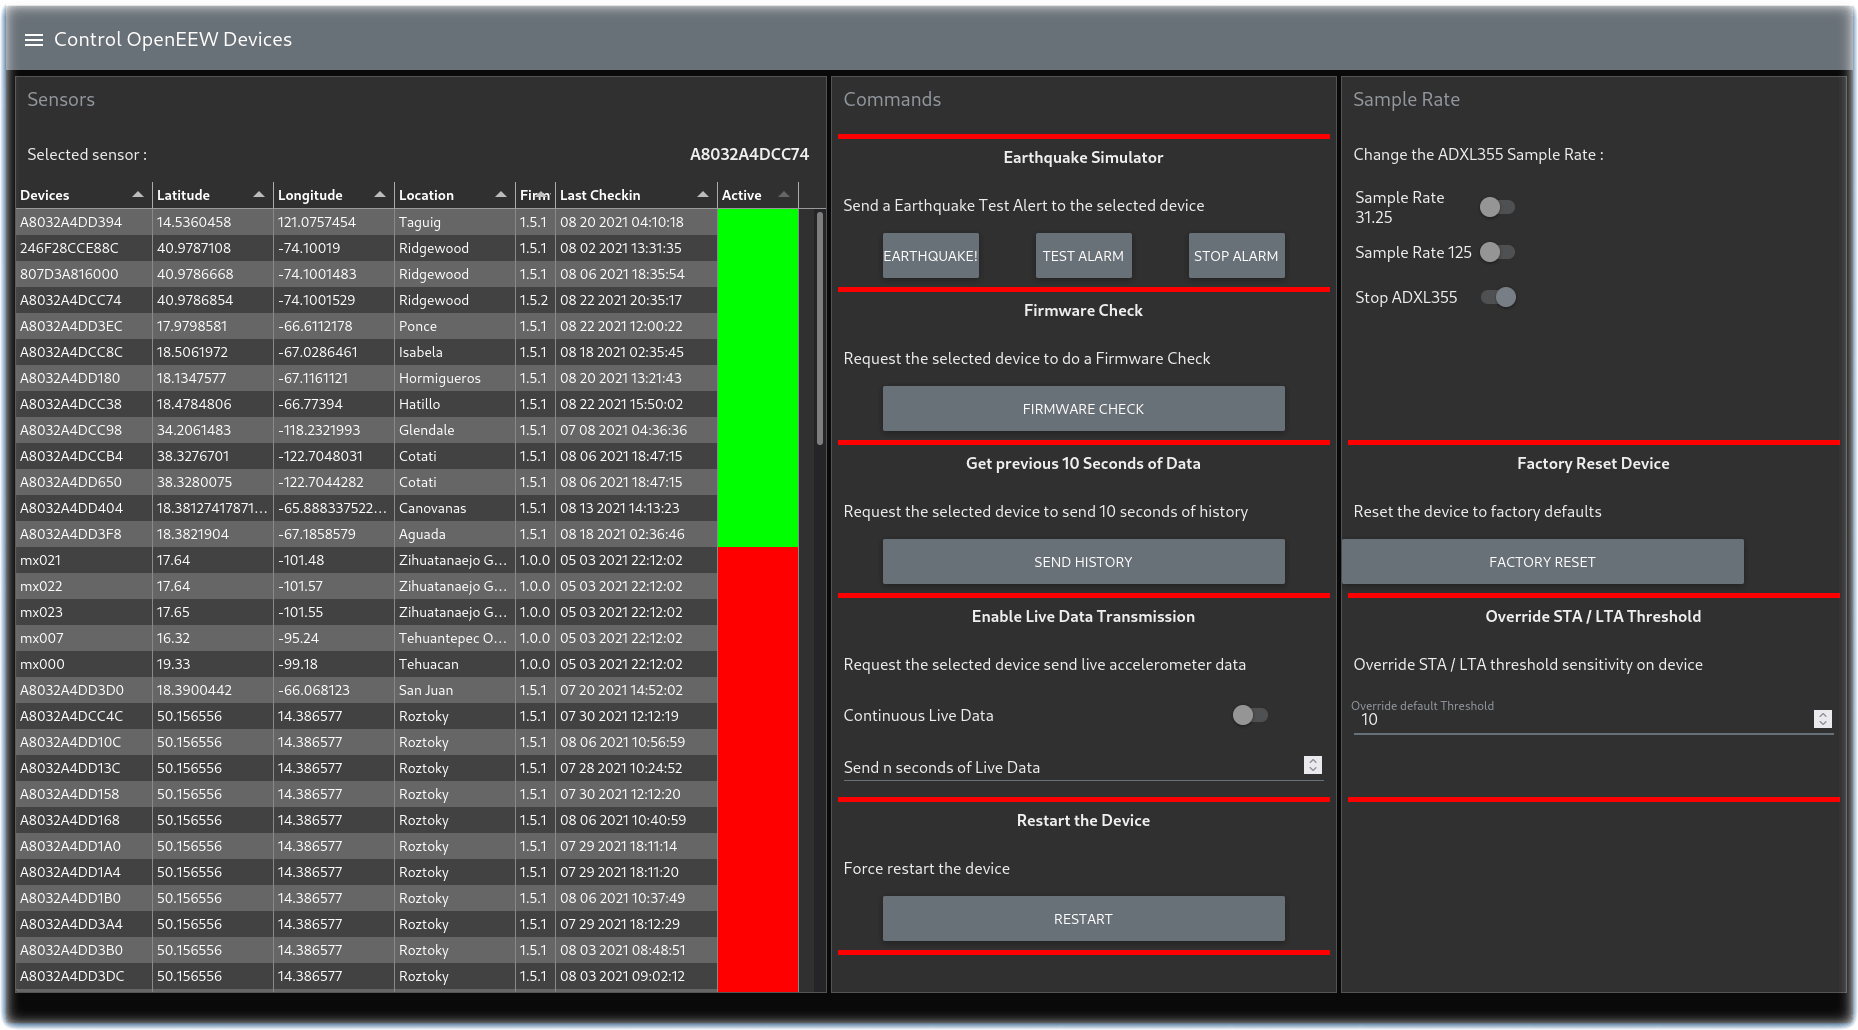 Control OpenEEW Devices
Sensors
Selected sensor : A8032A4DCC74
Devices Latitude Longitude Location Firm Last Checkin Active
A8032A4DD394 14.5360458 121.0757454 Taguig 1.5.1 08 20 2021 04:10:18
246F28CCE88C 40.9787108 -74.10019 Ridgewood 1.5.1 08 02 2021 13:31:35
807D3A816000 40.9786668 -74.1001483 Ridgewood 1.5.1 08 06 2021 18:35:54
A8032A4DCC74 40.9786854 -74.1001529 Ridgewood 1.5.2 08 22 2021 20:35:17
A8032A4DD3EC 17.9798581 -66.6112178 Ponce 1.5.1 08 22 2021 12:00:22
A8032A4DCC8C 18.5061972 -67.0286461 Isabela 1.5.1 08 18 2021 02:35:45
A8032A4DD180 18.1347577 -67.1161121 Hormigueros 1.5.1 08 20 2021 13:21:43
A8032A4DCC38 18.4784806 -66.77394 Hatillo 1.5.1 08 22 2021 15:50:02
A8032A4DCC98 34.2061483 -118.2321993 Glendale 1.5.1 07 08 2021 04:36:36
A8032A4DCCB4 38.3276701 -122.7048031 Cotati 1.5.1 08 06 2021 18:47:15
A8032A4DD650 38.3280075 -122.7044282 Cotati 1.5.1 08 06 2021 18:47:15
A8032A4DD404 18.38127417871... -65.888337522... Canovanas 1.5.1 08 13 2021 14:13:23
A8032A4DD3F8 18.3821904 -67.1858579 Aguada 1.5.1 08 18 2021 02:36:46
mx021 17.64 -101.48 Zihuatanaejo G... 1.0.0 05 03 2021 22:12:02
mx022 17.64 -101.57 Zihuatanaejo G... 1.0.0 05 03 2021 22:12:02
mx023 17.65 -101.55 Zihuatanaejo G... 1.0.0 05 03 2021 22:12:02
mx007 16.32 -95.24 Tehuantepec O... 1.0.0 05 03 2021 22:12:02
mx000 19.33 -99.18 Tehuacan 1.0.0 05 03 2021 22:12:02
A8032A4DD3D0 18.3900442 -66.068123 San Juan 1.5.1 07 20 2021 14:52:02
A8032A4DCC4C 50.156556 14.386577 Roztoky 1.5.1 07 30 2021 12:12:19
A8032A4DD10C 50.156556 14.386577 Roztoky 1.5.1 08 06 2021 10:56:59
A8032A4DD13C 50.156556 14.386577 Roztoky 1.5.1 07 28 2021 10:24:52
A8032A4DD158 50.156556 14.386577 Roztoky 1.5.1 07 30 2021 12:12:20
A8032A4DD168 50.156556 14.386577 Roztoky 1.5.1 08 06 2021 10:40:59
A8032A4DD1A0 50.156556 14.386577 Roztoky 1.5.1 07 29 2021 18:11:14
A8032A4DD1A4 50.156556 14.386577 Roztoky 1.5.1 07 29 2021 18:11:20
A8032A4DD1B0 50.156556 14.386577 Roztoky 1.5.1 08 06 2021 10:37:49
A8032A4DD3A4 50.156556 14.386577 Roztoky 1.5.1 07 29 2021 18:12:29
A8032A4DD3B0 50.156556 14.386577 Roztoky 1.5.1 08 03 2021 08:48:51
A8032A4DD3DC 50.156556 14.386577 Roztoky 1.5.1 08 03 2021 09:02:12
Commands
Earthquake Simulator
Send a Earthquake Test Alert to the selected device
EARTHQUAKE! TEST ALARM STOP ALARM
Firmware Check
Request the selected device to do a Firmware Check
FIRMWARE CHECK
Get previous 10 Seconds of Data
Request the selected device to send 10 seconds of history
SEND HISTORY
Enable Live Data Transmission
Request the selected device send live accelerometer data
Continuous Live Data
Send n seconds of Live Data
Restart the Device
Force restart the device
RESTART
Sample Rate
Change the ADXL355 Sample Rate :
Sample Rate
31.25
Sample Rate 125
Stop ADXL355
Factory Reset Device
Reset the device to factory defaults
FACTORY RESET
Override STA / LTA Threshold
Override STA / LTA threshold sensitivity on device
Override default Threshold
10